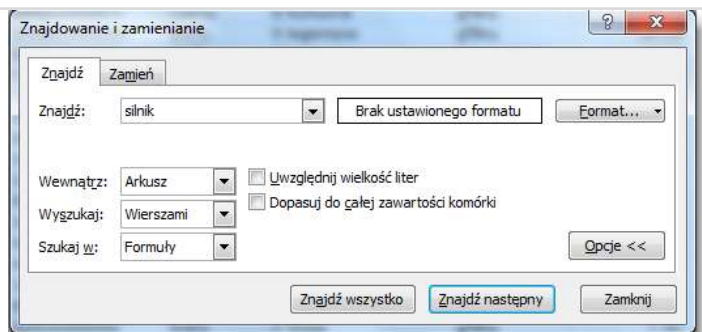 Znajdowanie i zamienianie
Znajdź Zamień
Znajdź: silnik Brak ustawionego formatu Format...
Wewnątrz: Arkusz Uwzględnij wielkość liter
Wyszukaj: Wierszami Dopasuj do całej zawartości komórki
Szukaj w: Formuły Opcje <<
Znajdź wszystko Znajdź następny Zamknij